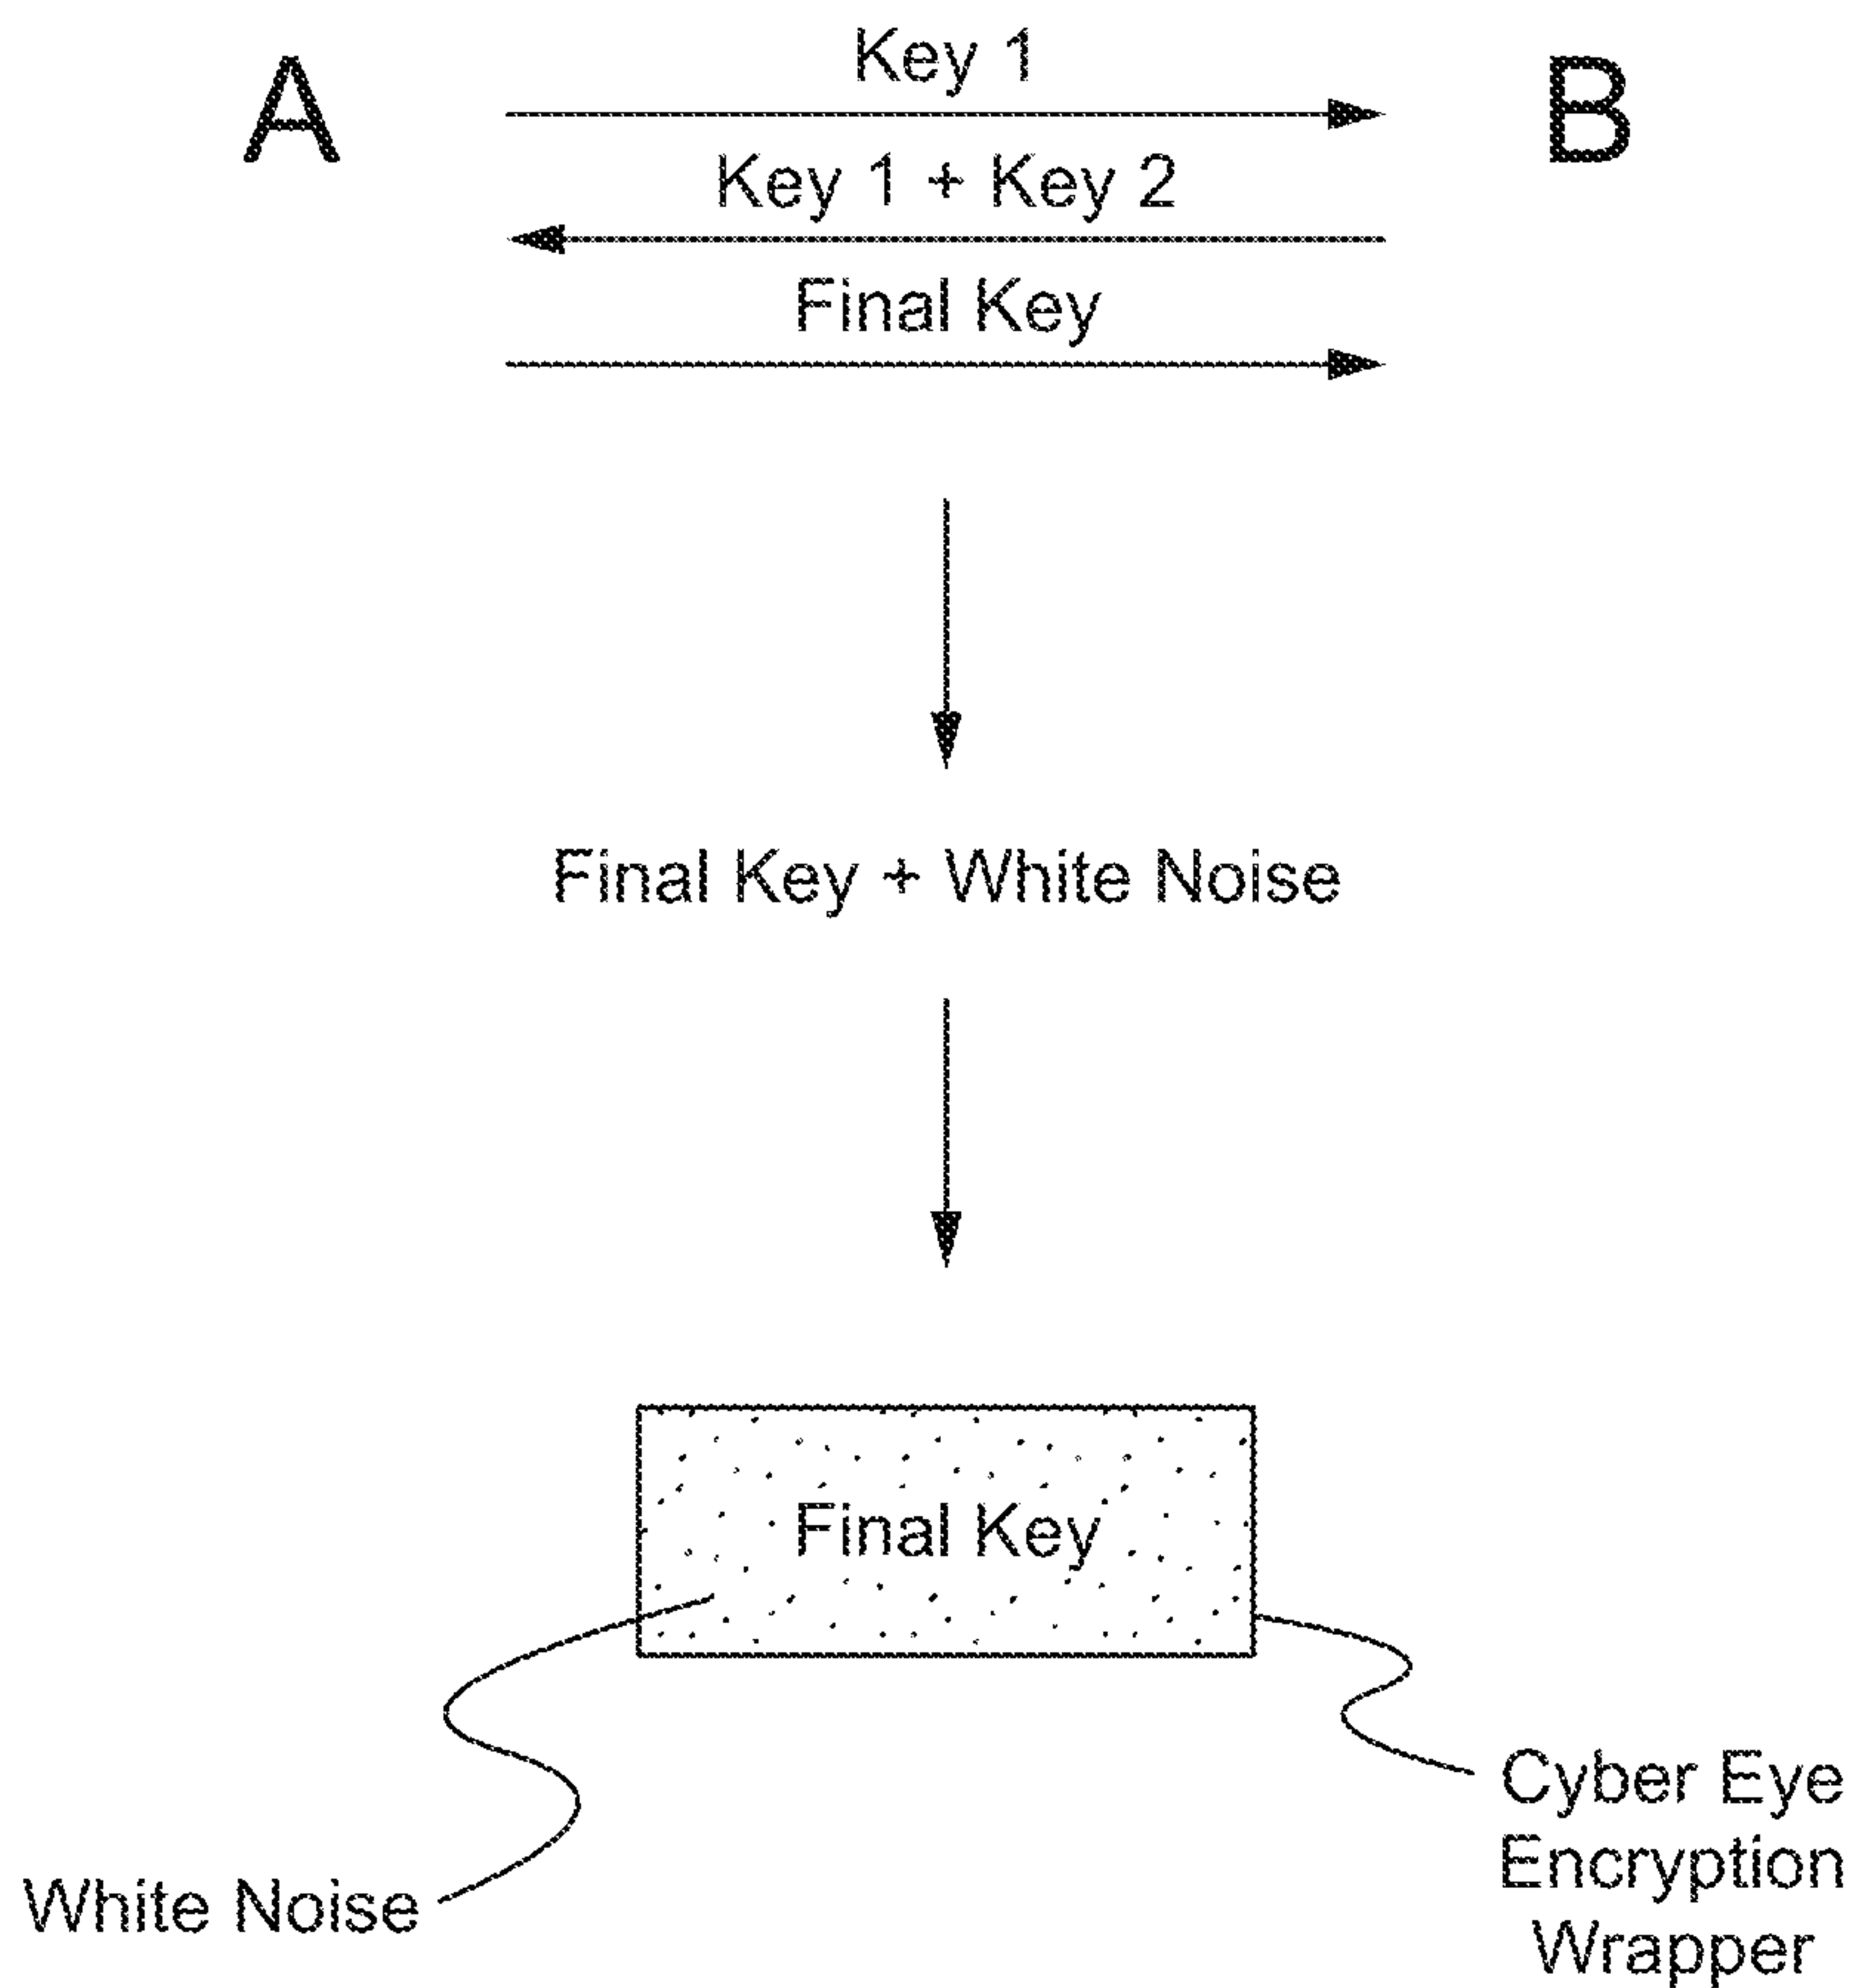 A
Key 1
B
Key 1 + Key 2
Final Key
Final Key + White Noise
Final Key
Cyber Eye
Encryption
Wrapper
White Noise